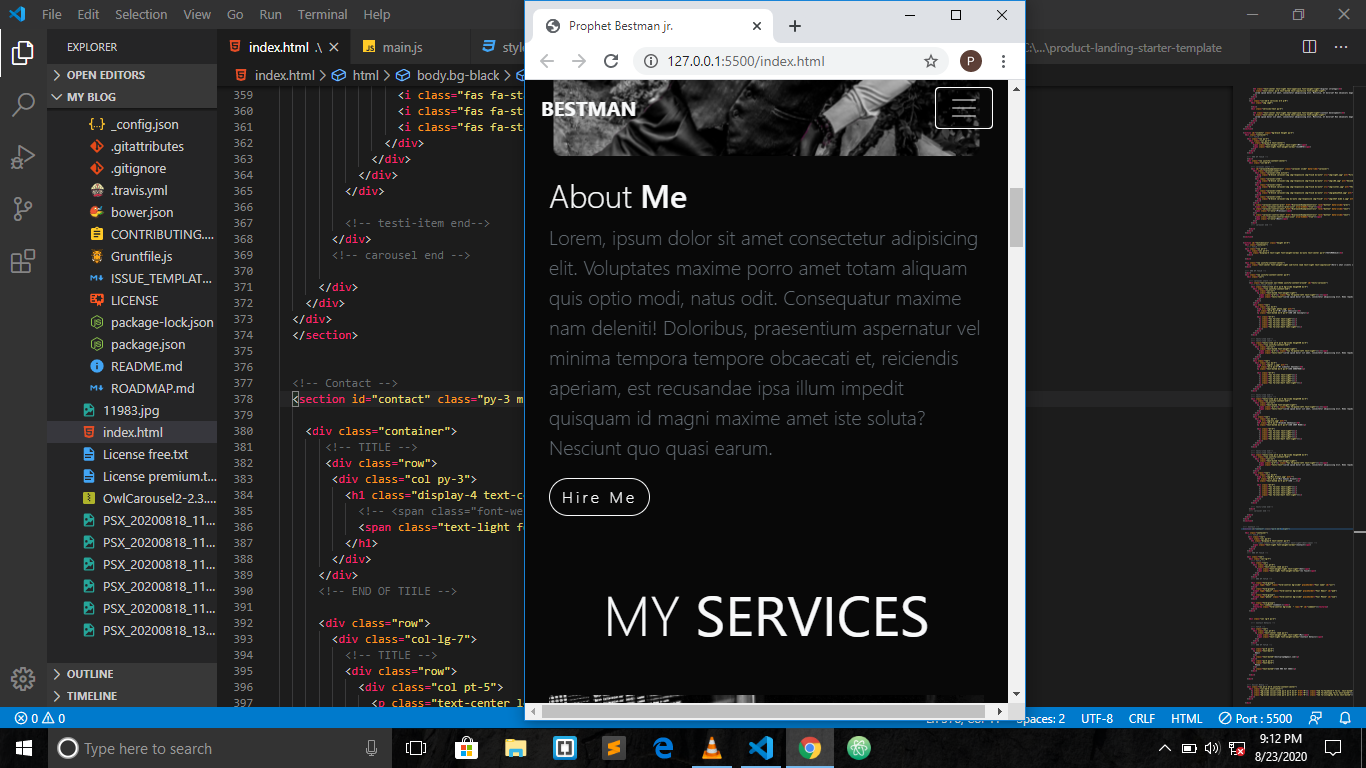 File Edit Selection View Go Run Terminal Help
EXPLORER
OPEN EDITORS
MY BLOG
_config.json
.gitattributes
.gitignore
.travis.yml
bower.json
CONTRIBUTING....
Gruntfile.js
ISSUE_TEMPLAT...
LICENSE
package-lock.json
package.json
README.md
ROADMAP.md
11983.jpg
index.html
License free.txt
License premium.t...
OwlCarousel2-2.3....
PSX_20200818_11...
PSX_20200818_11...
PSX_20200818_11...
PSX_20200818_11...
PSX_20200818_11...
PSX_20200818_13...
OUTLINE
TIMELINE
index.html .\ JS main.js style
C:\...\product-landing-starter-template
index.html > html > body.bg-black >
359 <i class="fas fa-st
360 <i class="fas fa-st
361 <i class="fas fa-st
362 </div>
363 </div>
364 </div>
365 </div>
366
367 <!-- testi-item end-->
368 </div>
369 <!-- carousel end -->
370
371 </div>
372 </div>
373 </div>
374 </section>
375
376
377 <!-- Contact -->
378 <section id="contact" class="py-3 m
379
380 <div class="container">
381 <!-- TITLE -->
382 <div class="row">
383 <div class="col py-3">
384 <h1 class="display-4 text-c
385 <!-- <span class="font-we
386 <span class="text-light f
387 </h1>
388 </div>
389 </div>
390 <!-- END OF TIILE -->
391
392 <div class="row">
393 <div class="col-lg-7">
394 <!-- TITLE -->
395 <div class="row">
396 <div class="col pt-5">
397 <p class="text-center l
Prophet Bestman jr.
127.0.0.1:5500/index.html
P
BESTMAN
About Me
Lorem, ipsum dolor sit amet consectetur adipisicing
elit. Voluptates maxime porro amet totam aliquam
quis optio modi, natus odit. Consequatur maxime
nam deleniti! Doloribus, praesentium aspernatur vel
minima tempora tempore obcaecati et, reiciendis
aperiam, est recusandae ipsa illum impedit
quisquam id magni maxime amet iste soluta?
Nesciunt quo quasi earum.
Hire Me
MY SERVICES
0 0
Spaces: 2 UTF-8 CRLF HTML Port : 5500
Type here to search
9:12 PM
8/23/2020